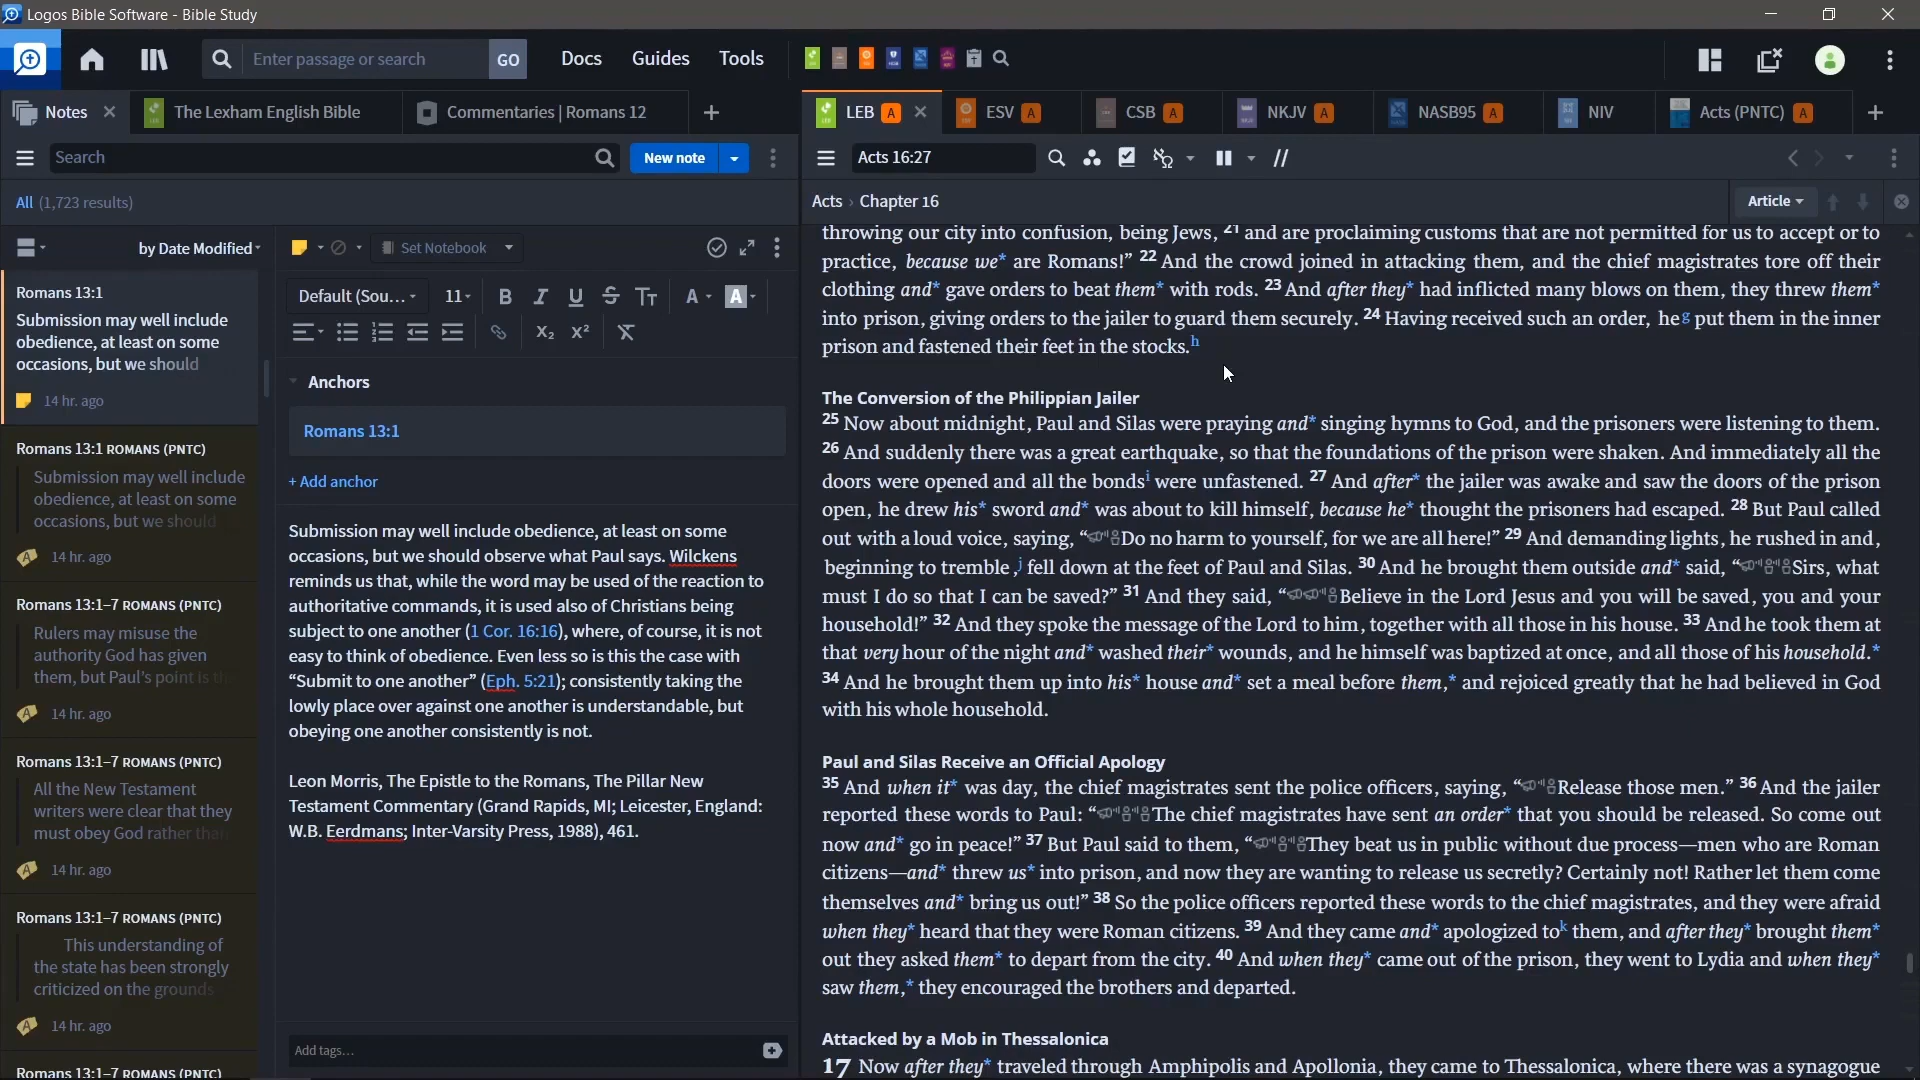 Logos Bible Software - Bible Study
Enter passage or search
GO
Docs
Guides
Tools
Notes
The Lexham English Bible
Commentaries | Romans 12
Search
New note
All (1,723 results)
by Date Modified
Romans 13:1
Submission may well include
obedience, at least on some
occasions, but we should
14 hr. ago
Romans 13:1 ROMANS (PNTC)
Submission may well include
obedience, at least on some
occasions, but we should
14 hr. ago
Romans 13:1–7 ROMANS (PNTC)
Rulers may misuse the
authority God has given
them, but Paul's point is th
14 hr. ago
Romans 13:1–7 ROMANS (PNTC)
All the New Testament
writers were clear that they
must obey God rather than
14 hr. ago
Romans 13:1–7 ROMANS (PNTC)
This understanding of
the state has been strongly
criticized on the grounds
14 hr. ago
Romans 13:1–7 ROMANS (PNTC)
Set Notebook
Default (Sou...
11
Anchors
Romans 13:1
+ Add anchor
Submission may well include obedience, at least on some
occasions, but we should observe what Paul says. Wilckens
reminds us that, while the word may be used of the reaction to
authoritative commands, it is used also of Christians being
subject to one another (1 Cor. 16:16), where, of course, it is not
easy to think of obedience. Even less so is this the case with
“Submit to one another” (Eph. 5:21); consistently taking the
lowly place over against one another is understandable, but
obeying one another consistently is not.
Leon Morris, The Epistle to the Romans, The Pillar New
Testament Commentary (Grand Rapids, MI; Leicester, England:
W.B. Eerdmans; Inter-Varsity Press, 1988), 461.
Add tags...
LEB A
ESV A
CSB A
NKJV A
NASB95 A
NIV
Acts (PNTC) A
Acts 16:27
Acts › Chapter 16
Article
throwing our city into confusion, being Jews, 21 and are proclaiming customs that are not permitted for us to accept or to
practice, because we* are Romans!” 22 And the crowd joined in attacking them, and the chief magistrates tore off their
clothing and* gave orders to beat them* with rods. 23 And after they* had inflicted many blows on them, they threw them*
into prison, giving orders to the jailer to guard them securely. 24 Having received such an order, he g put them in the inner
prison and fastened their feet in the stocks. h
The Conversion of the Philippian Jailer
25 Now about midnight, Paul and Silas were praying and* singing hymns to God, and the prisoners were listening to them.
26 And suddenly there was a great earthquake, so that the foundations of the prison were shaken. And immediately all the
doors were opened and all the bonds i were unfastened. 27 And after* the jailer was awake and saw the doors of the prison
open, he drew his* sword and* was about to kill himself, because he* thought the prisoners had escaped. 28 But Paul called
out with a loud voice, saying, “Do no harm to yourself, for we are all here!” 29 And demanding lights, he rushed in and,
beginning to tremble , j fell down at the feet of Paul and Silas. 30 And he brought them outside and* said, “Sirs, what
must I do so that I can be saved?” 31 And they said, “Believe in the Lord Jesus and you will be saved, you and your
household!” 32 And they spoke the message of the Lord to him, together with all those in his house. 33 And he took them at
that very hour of the night and* washed their* wounds, and he himself was baptized at once, and all those of his household.*
34 And he brought them up into his* house and* set a meal before them,* and rejoiced greatly that he had believed in God
with his whole household.
Paul and Silas Receive an Official Apology
35 And when it* was day, the chief magistrates sent the police officers, saying, “Release those men.” 36 And the jailer
reported these words to Paul: “The chief magistrates have sent an order* that you should be released. So come out
now and* go in peace!” 37 But Paul said to them, “They beat us in public without due process—men who are Roman
citizens—and* threw us* into prison, and now they are wanting to release us secretly? Certainly not! Rather let them come
themselves and* bring us out!” 38 So the police officers reported these words to the chief magistrates, and they were afraid
when they* heard that they were Roman citizens. 39 And they came and* apologized to k them, and after they* brought them*
out they asked them* to depart from the city. 40 And when they* came out of the prison, they went to Lydia and when they*
saw them,* they encouraged the brothers and departed.
Attacked by a Mob in Thessalonica
17 Now after they* traveled through Amphipolis and Apollonia, they came to Thessalonica, where there was a synagogue